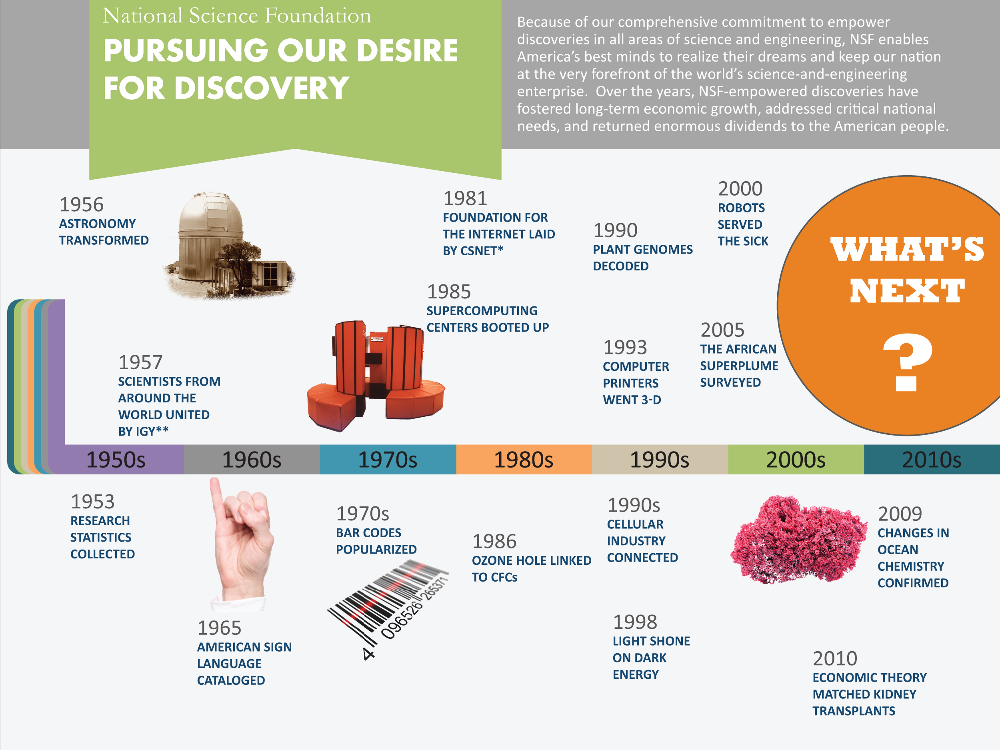 National Science Foundation
PURSUING OUR DESIRE
FOR DISCOVERY
Because of our comprehensive commitment to empower
discoveries in all areas of science and engineering, NSF enables
America's best minds to realize their dreams and keep our nation
at the very forefront of the world's science-and-engineering
enterprise.  Over the years, NSF-empowered discoveries have
fostered long-term economic growth, addressed critical national
needs, and returned enormous dividends to the American people.
1956
ASTRONOMY
TRANSFORMED
1957
SCIENTISTS FROM
AROUND THE
WORLD UNITED
BY IGY**
1981
FOUNDATION FOR
THE INTERNET LAID
BY CSNET*
1985
SUPERCOMPUTING
CENTERS BOOTED UP
1990
PLANT GENOMES
DECODED
1993
COMPUTER
PRINTERS
WENT 3-D
2000
ROBOTS
SERVED
THE SICK
2005
THE AFRICAN
SUPERPLUME
SURVEYED
WHAT'S
NEXT
?
1950s
1960s
1970s
1980s
1990s
2000s
2010s
1953
RESEARCH
STATISTICS
COLLECTED
1965
AMERICAN SIGN
LANGUAGE
CATALOGED
1970s
BAR CODES
POPULARIZED
4 096526 265371
1986
OZONE HOLE LINKED
TO CFCs
1990s
CELLULAR
INDUSTRY
CONNECTED
1998
LIGHT SHONE
ON DARK
ENERGY
2009
CHANGES IN
OCEAN
CHEMISTRY
CONFIRMED
2010
ECONOMIC THEORY
MATCHED KIDNEY
TRANSPLANTS